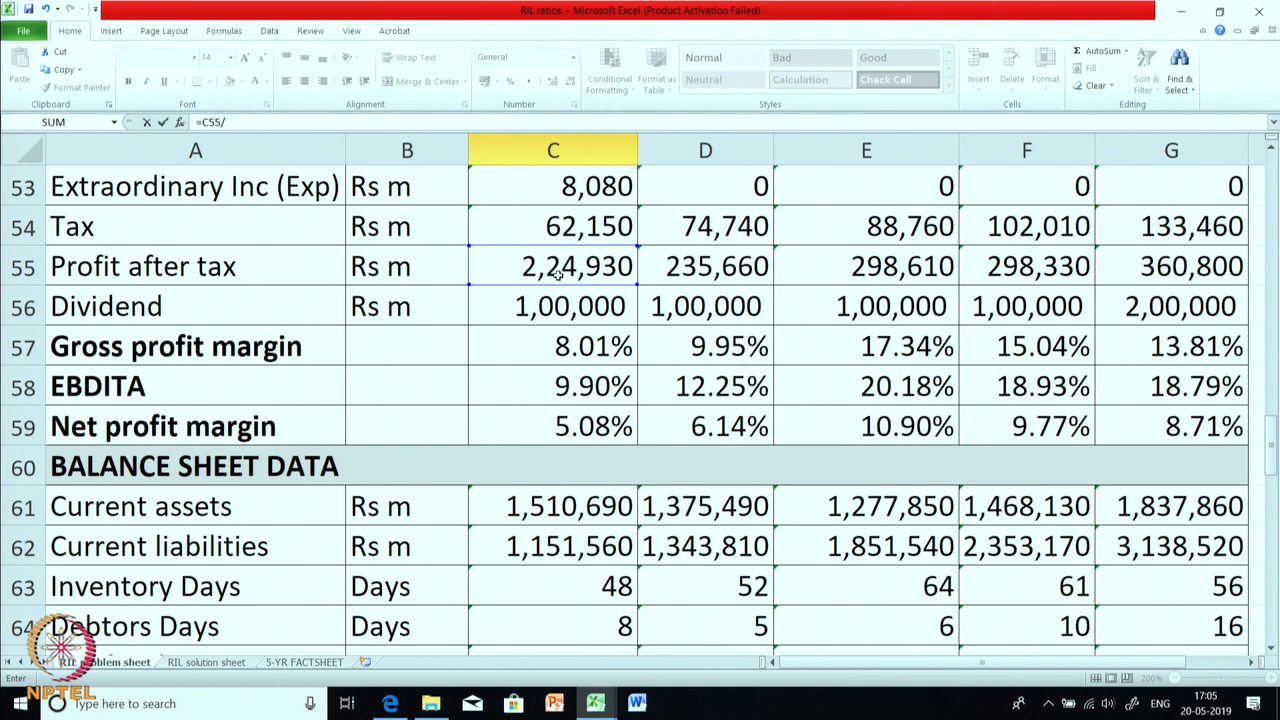 RIL ratios - Microsoft Excel (Product Activation Failed)
File Home Insert Page Layout Formulas Data Review View Acrobat
Cut
Copy
Format Painter
Paste
Clipboard
14
B I U
Font
Wrap Text
Merge & Center
Alignment
General
Number
Conditional Formatting
Format as Table
Normal Bad Good
Neutral Calculation Check Cell
Styles
Insert Delete Format
Cells
AutoSum
Fill
Clear
Sort & Filter
Find & Select
Editing
SUM =C55/
A B C D E F G
53 Extraordinary Inc (Exp) Rs m 8,080 0 0 0 0
54 Tax Rs m 62,150 74,740 88,760 102,010 133,460
55 Profit after tax Rs m 2,24,930 235,660 298,610 298,330 360,800
56 Dividend Rs m 1,00,000 1,00,000 1,00,000 1,00,000 2,00,000
57 Gross profit margin 8.01% 9.95% 17.34% 15.04% 13.81%
58 EBDITA 9.90% 12.25% 20.18% 18.93% 18.79%
59 Net profit margin 5.08% 6.14% 10.90% 9.77% 8.71%
60 BALANCE SHEET DATA
61 Current assets Rs m 1,510,690 1,375,490 1,277,850 1,468,130 1,837,860
62 Current liabilities Rs m 1,151,560 1,343,810 1,851,540 2,353,170 3,138,520
63 Inventory Days Days 48 52 64 61 56
64 Debtors Days Days 8 5 6 10 16
RIL problem sheet RIL solution sheet 5-YR FACTSHEET
Enter 200%
NPTEL
Type here to search
ENG
17:05
20-05-2019